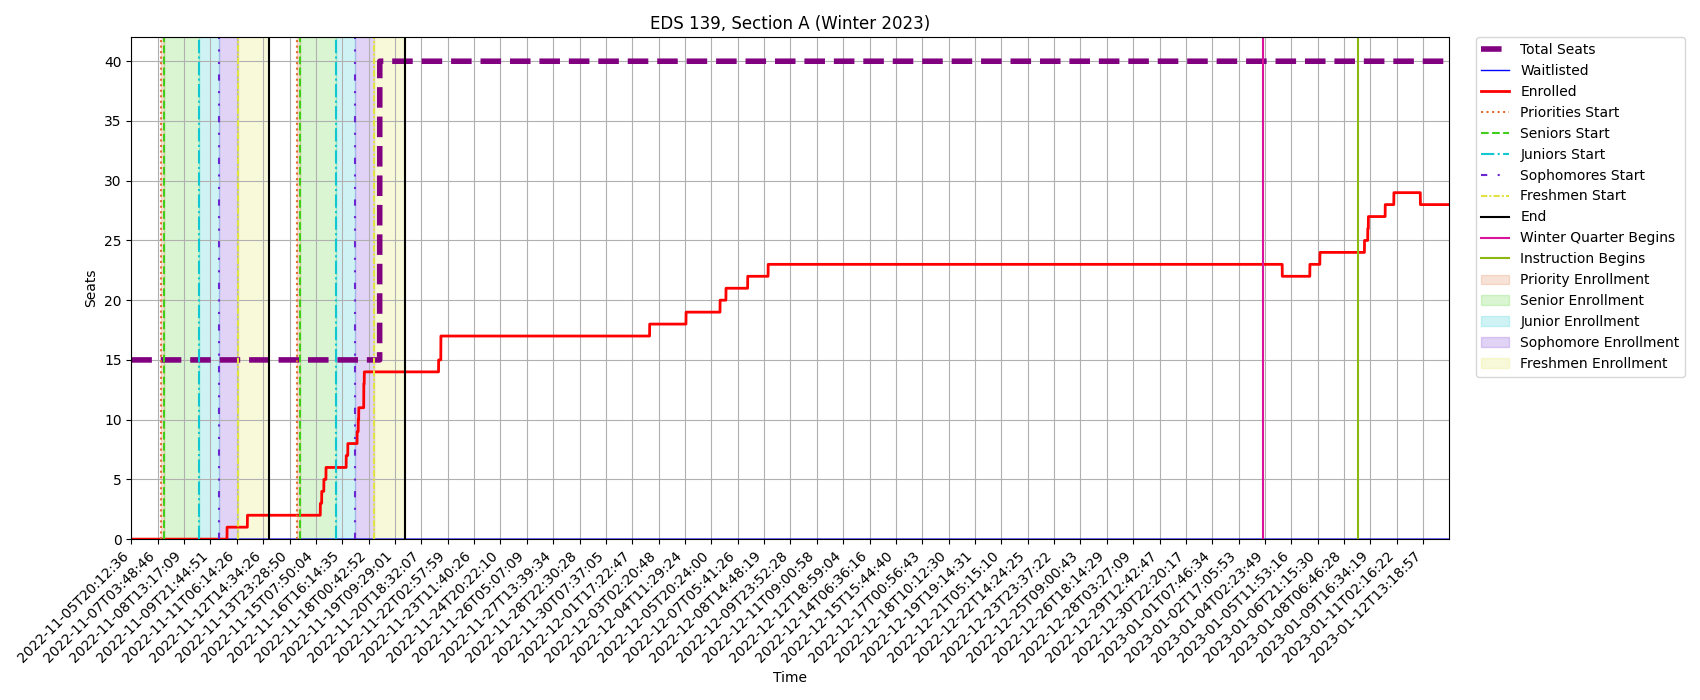 EDS 139, Section A (Winter 2023)
Seats
40
35
30
25
20
15
10
5
0
2022-11-05T20:12:36
2022-11-07T03:48:46
2022-11-08T13:17:09
2022-11-09T21:44:51
2022-11-11T06:14:26
2022-11-12T14:34:26
2022-11-13T23:28:50
2022-11-15T07:50:04
2022-11-16T16:14:35
2022-11-18T00:42:52
2022-11-19T09:29:01
2022-11-20T18:32:07
2022-11-22T02:57:59
2022-11-23T11:40:26
2022-11-24T20:22:10
2022-11-26T05:07:09
2022-11-27T13:39:34
2022-11-28T22:30:28
2022-11-30T07:37:05
2022-12-01T17:22:47
2022-12-03T02:20:48
2022-12-04T11:29:24
2022-12-05T20:24:00
2022-12-07T05:41:26
2022-12-08T14:48:19
2022-12-09T23:52:28
2022-12-11T09:00:58
2022-12-12T18:59:04
2022-12-14T06:36:16
2022-12-15T15:44:40
2022-12-17T00:56:43
2022-12-18T10:12:30
2022-12-19T19:14:31
2022-12-21T05:15:10
2022-12-22T14:24:25
2022-12-23T23:37:22
2022-12-25T09:00:43
2022-12-26T18:14:29
2022-12-28T03:27:09
2022-12-29T12:42:47
2022-12-30T22:20:17
2023-01-01T07:46:34
2023-01-02T17:05:53
2023-01-04T02:23:49
2023-01-05T11:53:16
2023-01-06T21:15:30
2023-01-08T06:46:28
2023-01-09T16:34:19
2023-01-11T02:16:22
2023-01-12T13:18:57
Time
Total Seats
Waitlisted
Enrolled
Priorities Start
Seniors Start
Juniors Start
Sophomores Start
Freshmen Start
End
Winter Quarter Begins
Instruction Begins
Priority Enrollment
Senior Enrollment
Junior Enrollment
Sophomore Enrollment
Freshmen Enrollment